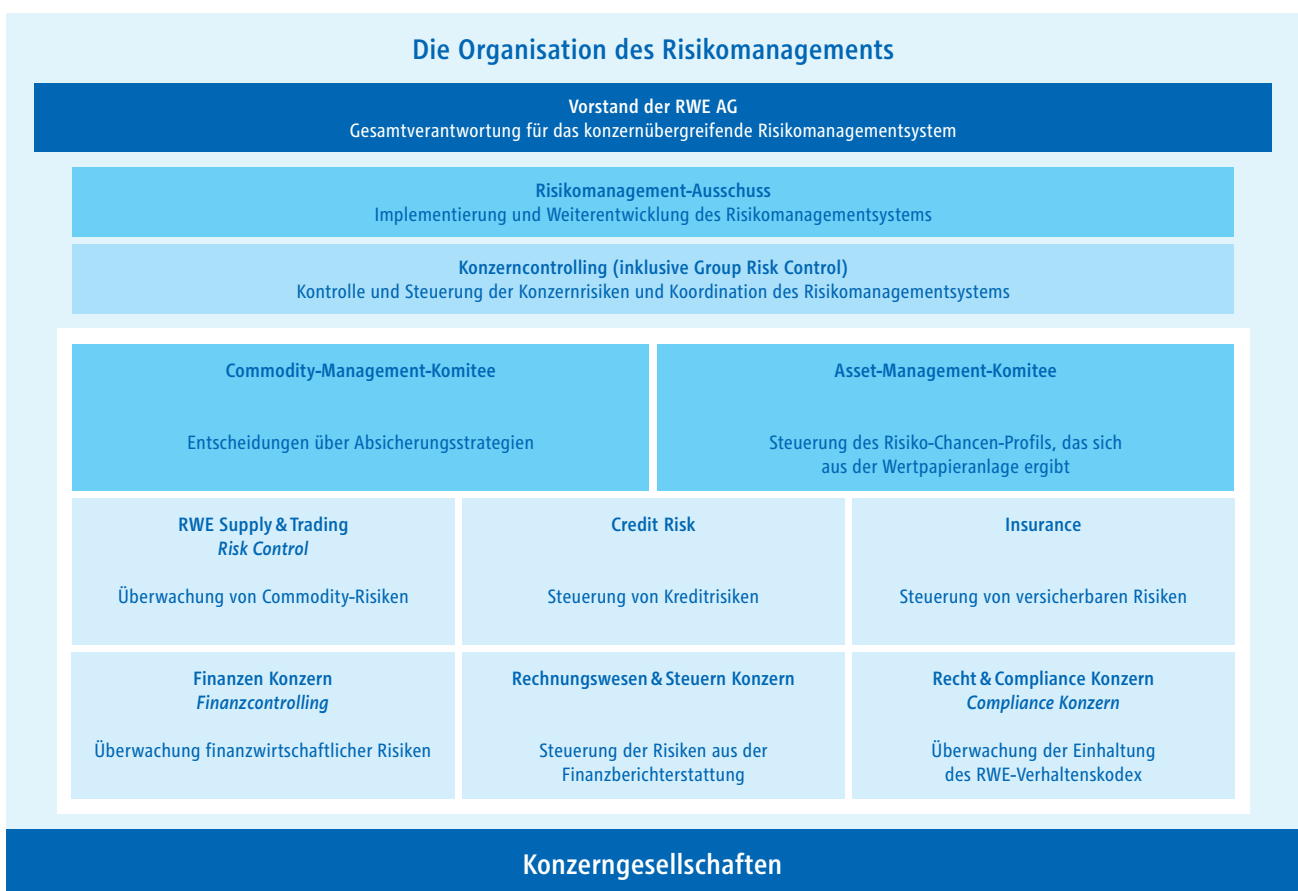 Die Organisation des Risikomanagements
Vorstand der RWE AG
Gesamtverantwortung für das konzernübergreifende Risikomanagementsystem
Risikomanagement-Ausschuss
Implementierung und Weiterentwicklung des Risikomanagementsystems
Konzerncontrolling (inklusive Group Risk Control)
Kontrolle und Steuerung der Konzernrisiken und Koordination des Risikomanagementsystems
Commodity-Management-Komitee
Entscheidungen über Absicherungsstrategien
Asset-Management-Komitee
Steuerung des Risiko-Chancen-Profils, das sich
aus der Wertpapieranlage ergibt
RWE Supply & Trading
Risk Control
Überwachung von Commodity-Risiken
Credit Risk
Steuerung von Kreditrisiken
Insurance
Steuerung von versicherbaren Risiken
Finanzen Konzern
Finanzcontrolling
Überwachung finanzwirtschaftlicher Risiken
Rechnungswesen & Steuern Konzern
Steuerung der Risiken aus der
Finanzberichterstattung
Recht & Compliance Konzern
Compliance Konzern
Überwachung der Einhaltung
des RWE-Verhaltenskodex
Konzerngesellschaften